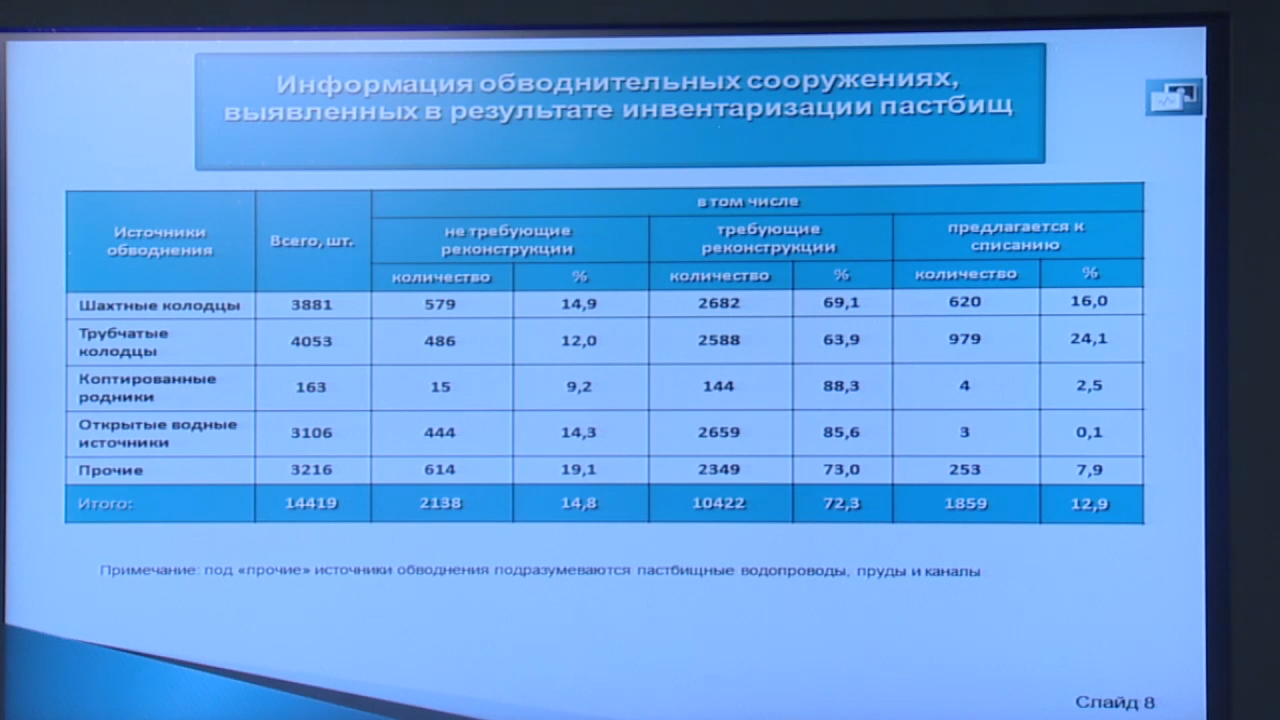 Информация обводнительных сооружениях,
выявленных в результате инвентаризации пастбищ
Источники обводнения Всего, шт. в том числе
не требующие реконструкции требующие реконструкции предлагается к списанию
количество % количество % количество %
Шахтные колодцы 3881 579 14,9 2682 69,1 620 16,0
Трубчатые колодцы 4053 486 12,0 2588 63,9 979 24,1
Коптированные родники 163 15 9,2 144 88,3 4 2,5
Открытые водные источники 3106 444 14,3 2659 85,6 3 0,1
Прочие 3216 614 19,1 2349 73,0 253 7,9
Итого: 14419 2138 14,8 10422 72,3 1859 12,9
Примечание: под «прочие» источники обводнения подразумеваются пастбищные водопроводы, пруды и каналы
Слайд 8